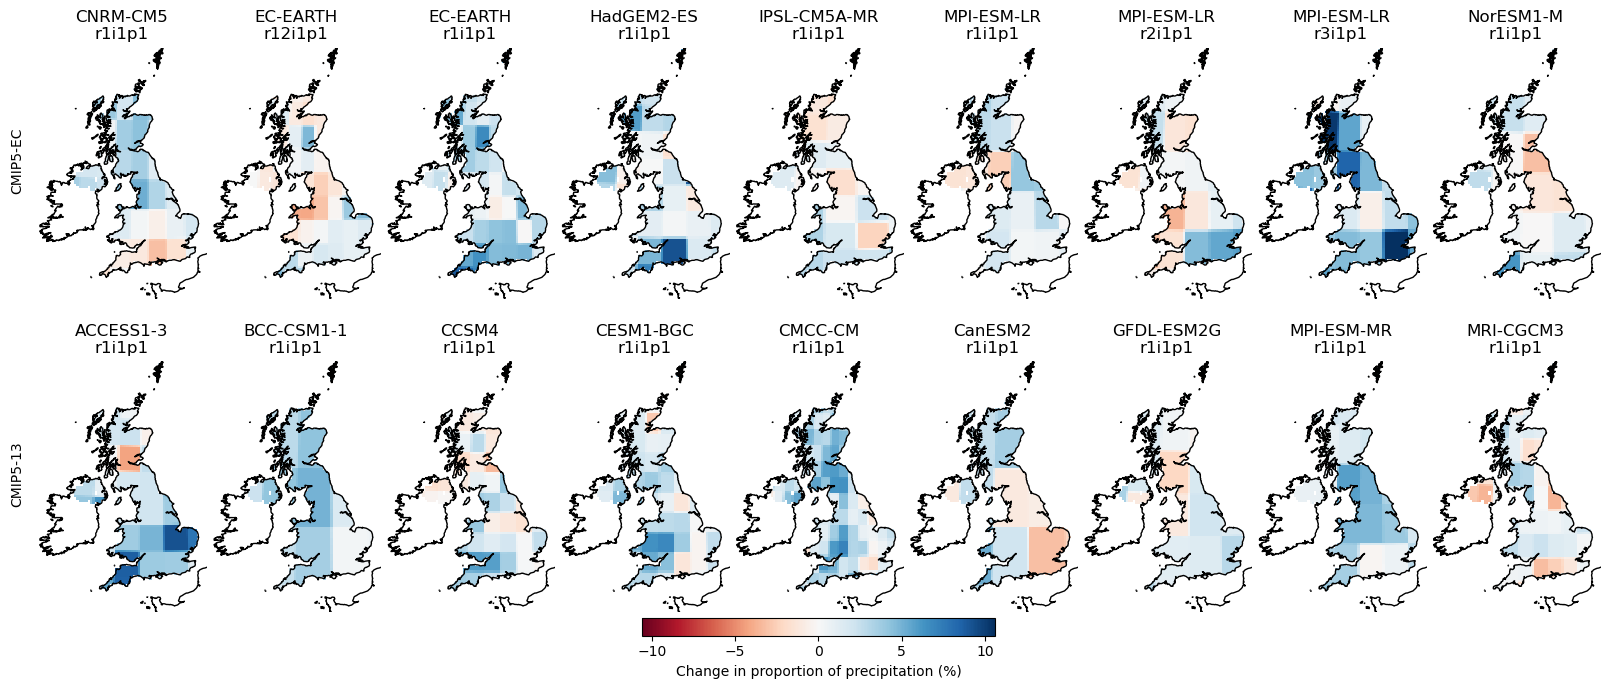 CNRM-CM5
r1i1p1
EC-EARTH
r12i1p1
EC-EARTH
r1i1p1
HadGEM2-ES
r1i1p1
IPSL-CM5A-MR
r1i1p1
MPI-ESM-LR
r1i1p1
MPI-ESM-LR
r2i1p1
MPI-ESM-LR
r3i1p1
NorESM1-M
r1i1p1
CMIP5-EC
ACCESS1-3
r1i1p1
BCC-CSM1-1
r1i1p1
CCSM4
r1i1p1
CESM1-BGC
r1i1p1
CMCC-CM
r1i1p1
CanESM2
r1i1p1
GFDL-ESM2G
r1i1p1
MPI-ESM-MR
r1i1p1
MRI-CGCM3
r1i1p1
CMIP5-13
−10 −5 0 5 10
Change in proportion of precipitation (%)